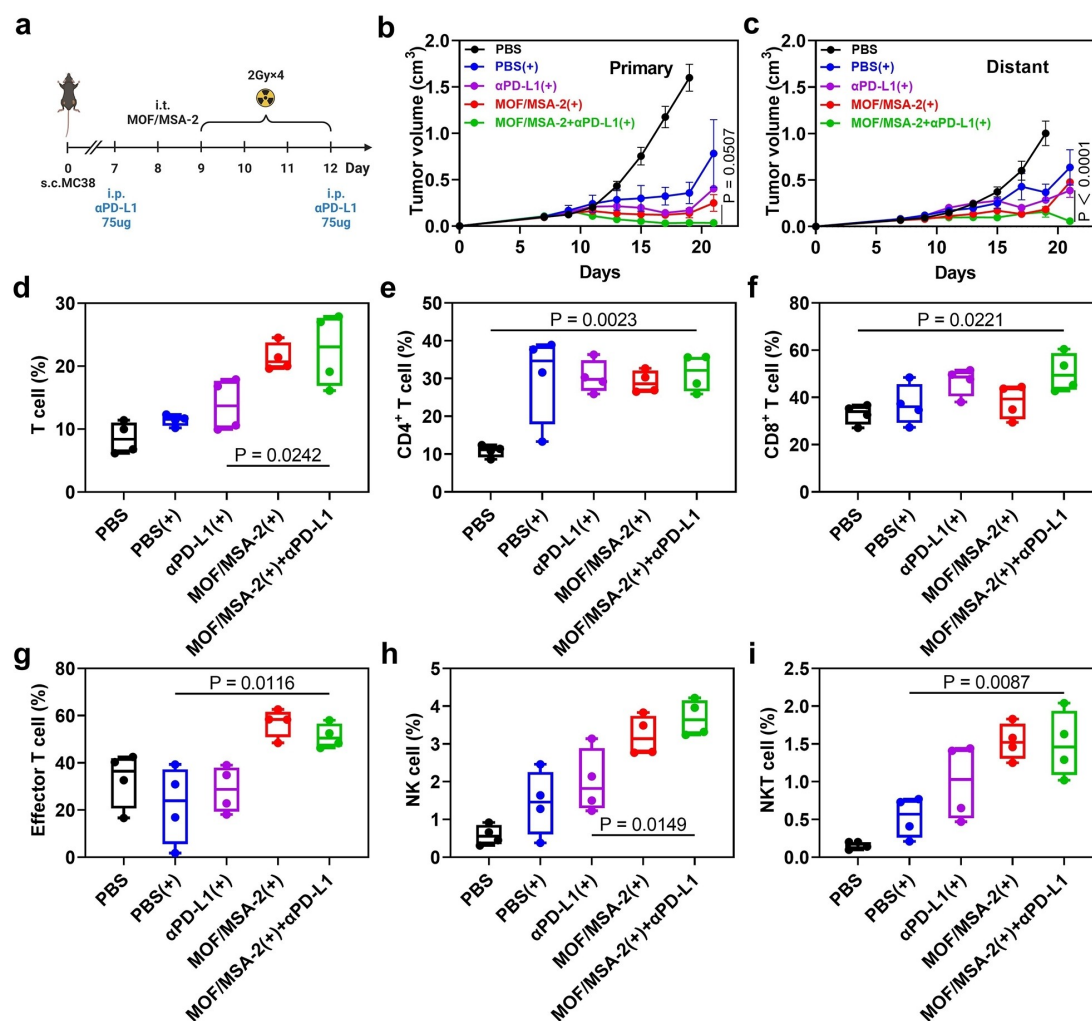 a
2Gy×4
i.t.
MOF/MSA-2
0 7 8 9 10 11 12 Day
s.c.MC38
i.p.
αPD-L1
75ug
i.p.
αPD-L1
75ug
b
Tumor volume (cm3)
2.0
1.5
1.0
0.5
0.0
PBS
PBS(+)
αPD-L1(+)
MOF/MSA-2(+)
MOF/MSA-2+αPD-L1(+)
Primary
P = 0.0507
0 5 10 15 20
Days
c
Tumor volume (cm3)
2.0
1.5
1.0
0.5
0.0
PBS
PBS(+)
αPD-L1(+)
MOF/MSA-2(+)
MOF/MSA-2+αPD-L1(+)
Distant
P < 0.0001
0 5 10 15 20
Days
d
T cell (%)
30
20
10
0
P = 0.0242
PBS
PBS(+)
αPD-L1(+)
MOF/MSA-2(+)
MOF/MSA-2(+)+αPD-L1
e
CD4+ T cell (%)
50
40
30
20
10
0
P = 0.0023
PBS
PBS(+)
αPD-L1(+)
MOF/MSA-2(+)
MOF/MSA-2(+)+αPD-L1
f
CD8+ T cell (%)
80
60
40
20
0
P = 0.0221
PBS
PBS(+)
αPD-L1(+)
MOF/MSA-2(+)
MOF/MSA-2(+)+αPD-L1
g
Effector T cell (%)
80
60
40
20
0
P = 0.0116
PBS
PBS(+)
αPD-L1(+)
MOF/MSA-2(+)
MOF/MSA-2(+)+αPD-L1
h
NK cell (%)
5
4
3
2
1
0
P = 0.0149
PBS
PBS(+)
αPD-L1(+)
MOF/MSA-2(+)
MOF/MSA-2(+)+αPD-L1
i
NKT cell (%)
2.5
2.0
1.5
1.0
0.5
0.0
P = 0.0087
PBS
PBS(+)
αPD-L1(+)
MOF/MSA-2(+)
MOF/MSA-2(+)+αPD-L1